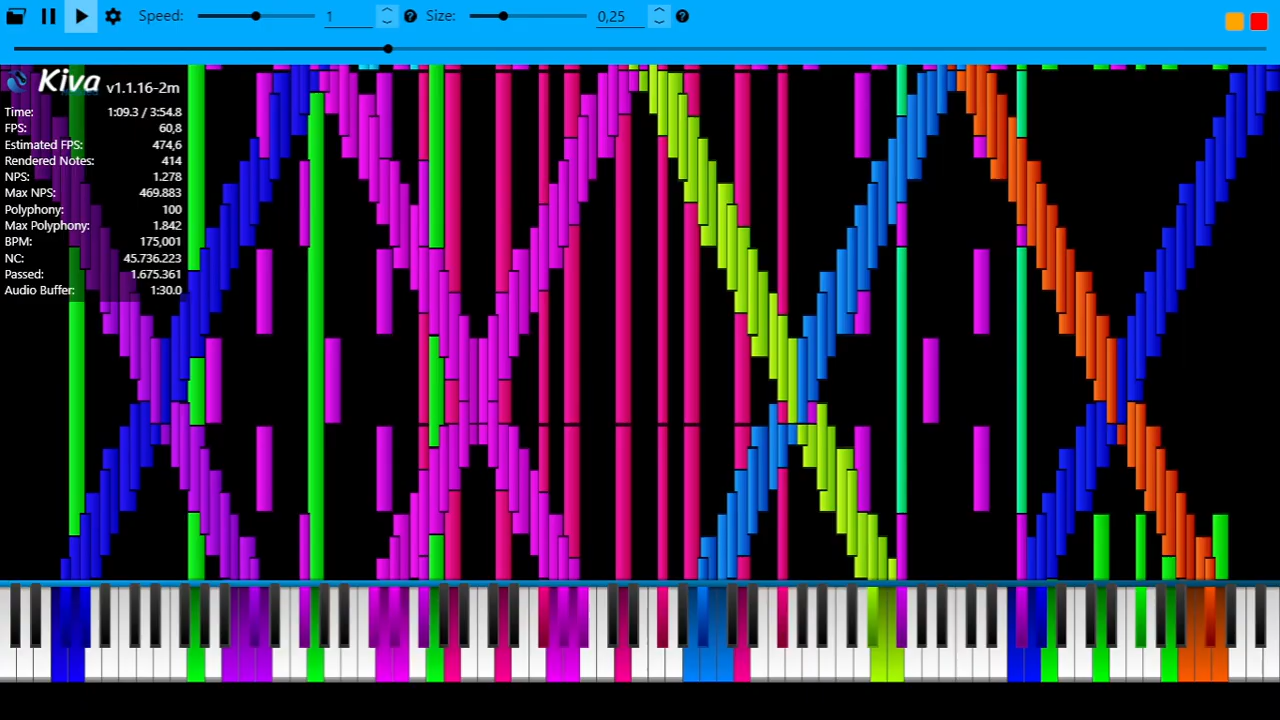 Speed: 1 ? Size: 0,25 ?
Kiva v1.1.16-2m
Time: 1:09.3 / 3:54.8
FPS: 60,8
Estimated FPS: 474,6
Rendered Notes: 414
NPS: 1.278
Max NPS: 469.883
Polyphony: 100
Max Polyphony: 1.842
BPM: 175,001
NC: 45.736.223
Passed: 1.675.361
Audio Buffer: 1:30.0